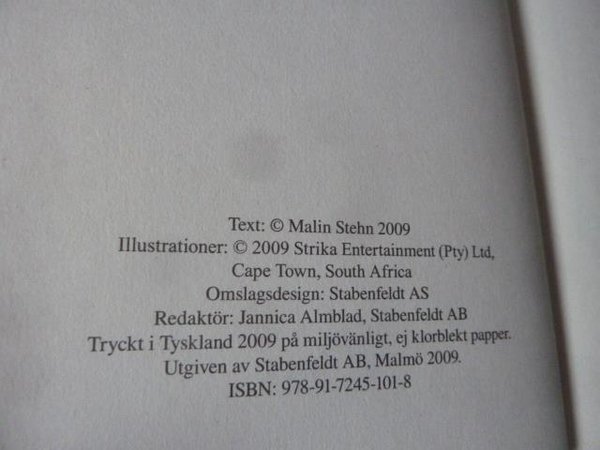 Text: © Malin Stehn 2009
Illustrationer: © 2009 Strika Entertainment (Pty) Ltd,
Cape Town, South Africa
Omslagsdesign: Stabenfeldt AS
Redaktör: Jannica Almblad, Stabenfeldt AB
Tryckt i Tyskland 2009 på miljövänligt, ej klorblekt papper.
Utgiven av Stabenfeldt AB, Malmö 2009.
ISBN: 978-91-7245-101-8